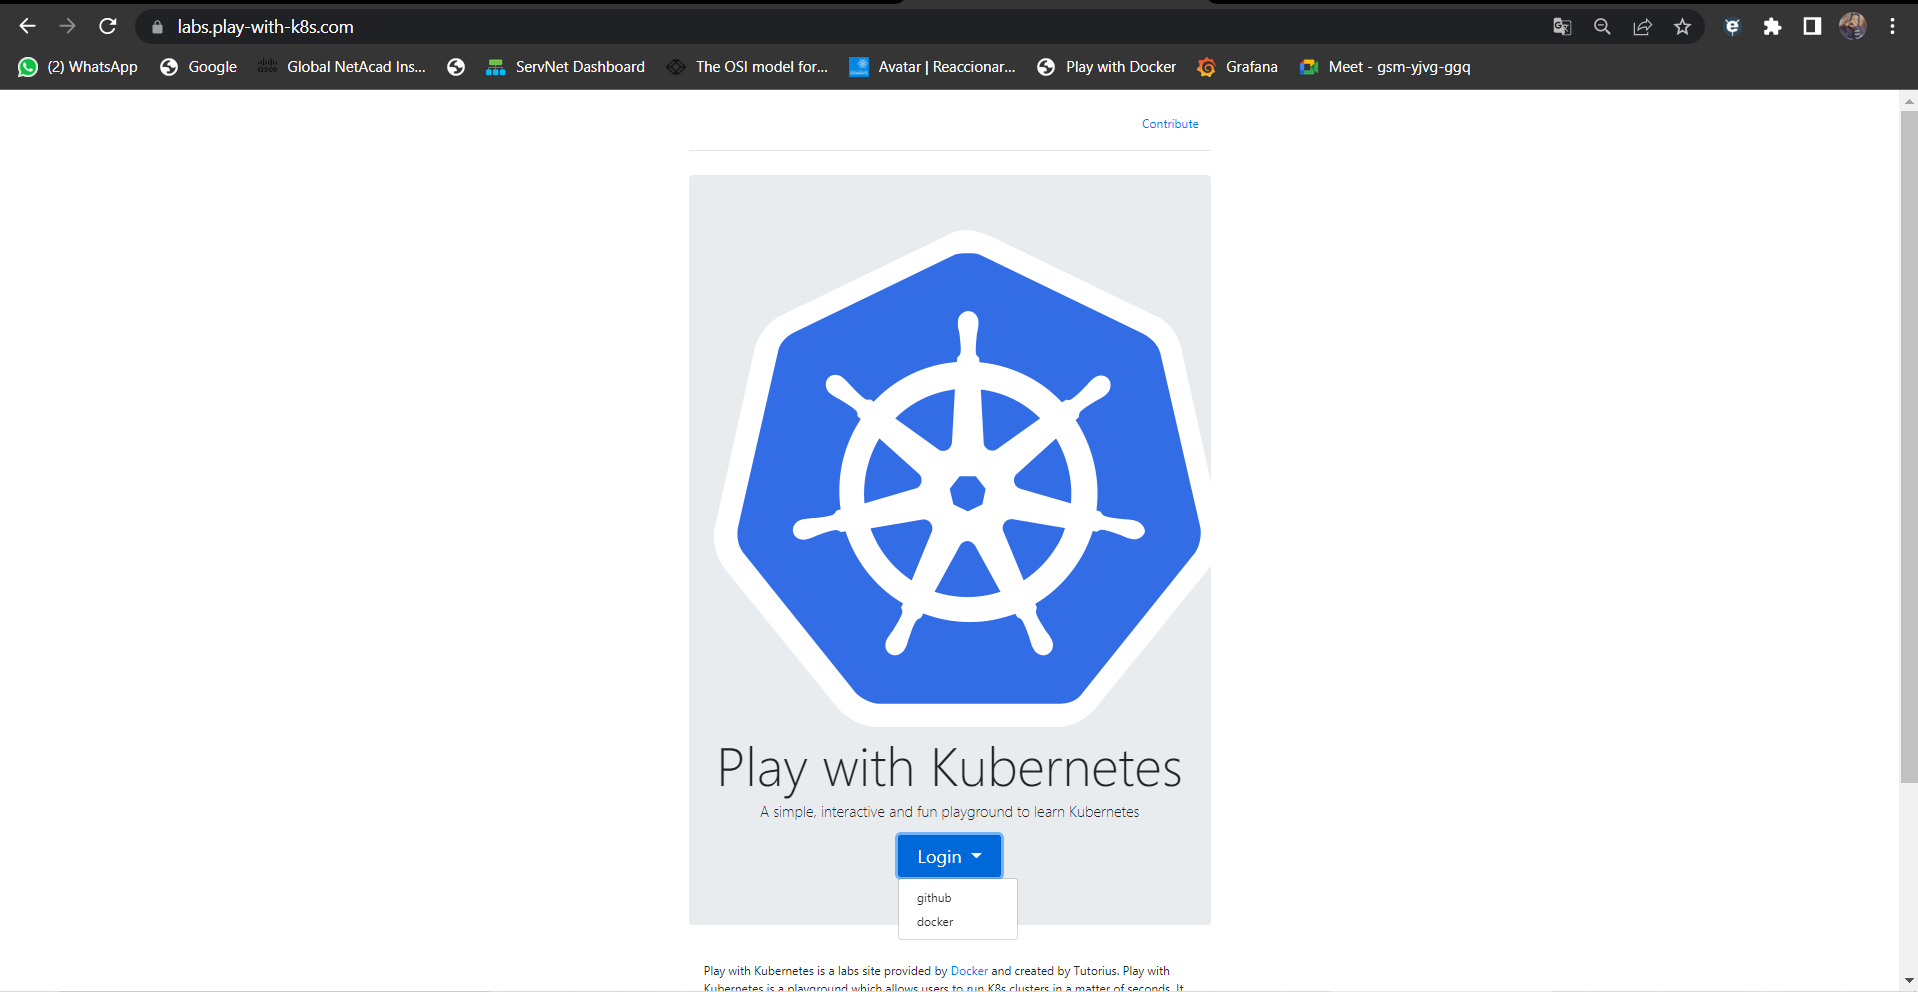 labs.play-with-k8s.com
(2) WhatsApp Google Global NetAcad Ins... ServNet Dashboard The OSI model for... Avatar | Reaccionar... Play with Docker Grafana Meet - gsm-yjvg-ggq
Contribute
Play with Kubernetes
A simple, interactive and fun playground to learn Kubernetes
Login
github
docker
Play with Kubernetes is a labs site provided by Docker and created by Tutorius. Play with
Kubernetes is a playground which allows users to run K8s clusters in a matter of seconds. It